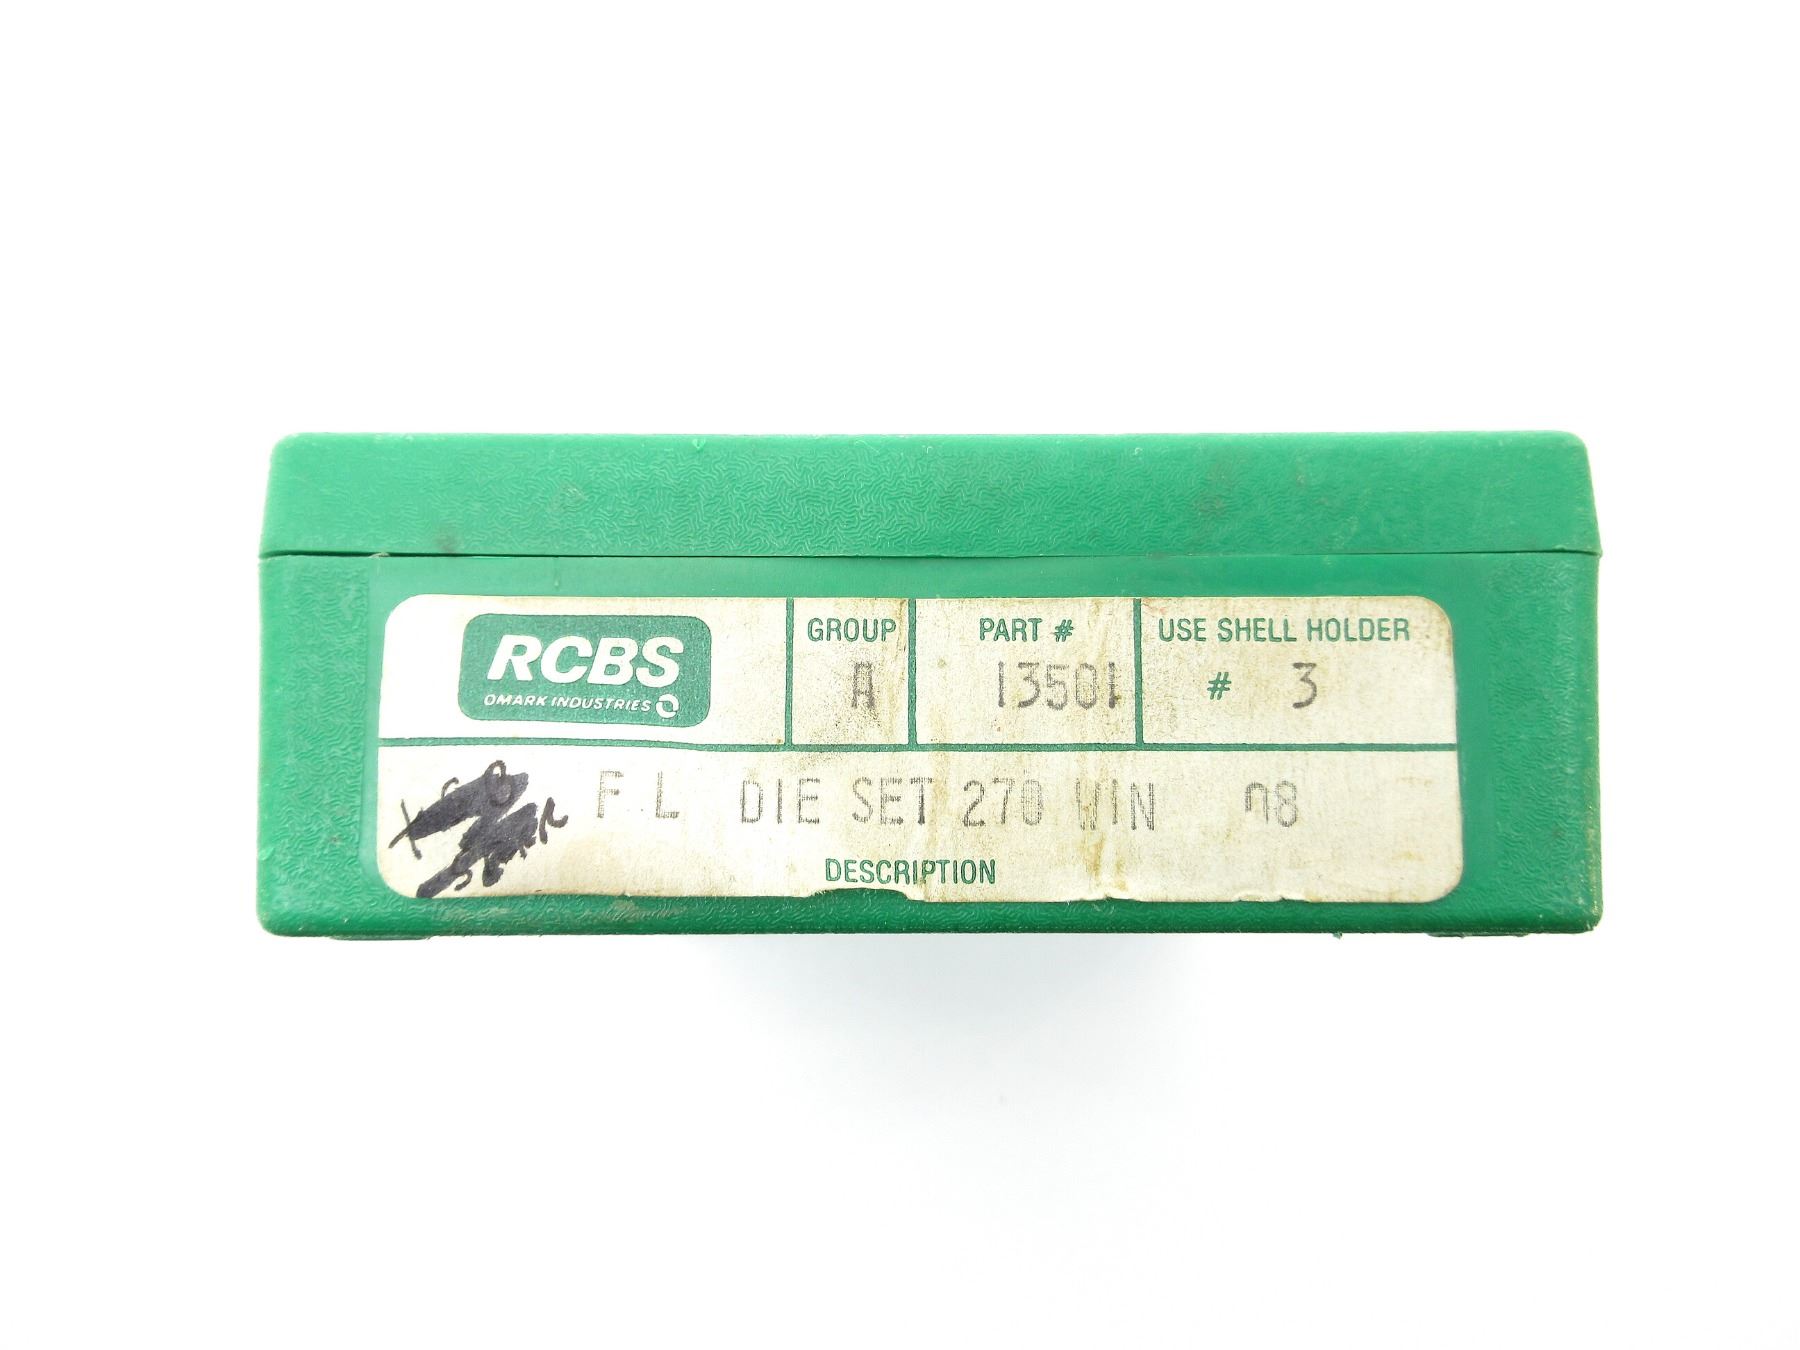 RCBS
OMARK INDUSTRIES
GROUP
A
PART #
13501
USE SHELL HOLDER
# 3
F L DIE SET 270 WIN 08
DESCRIPTION